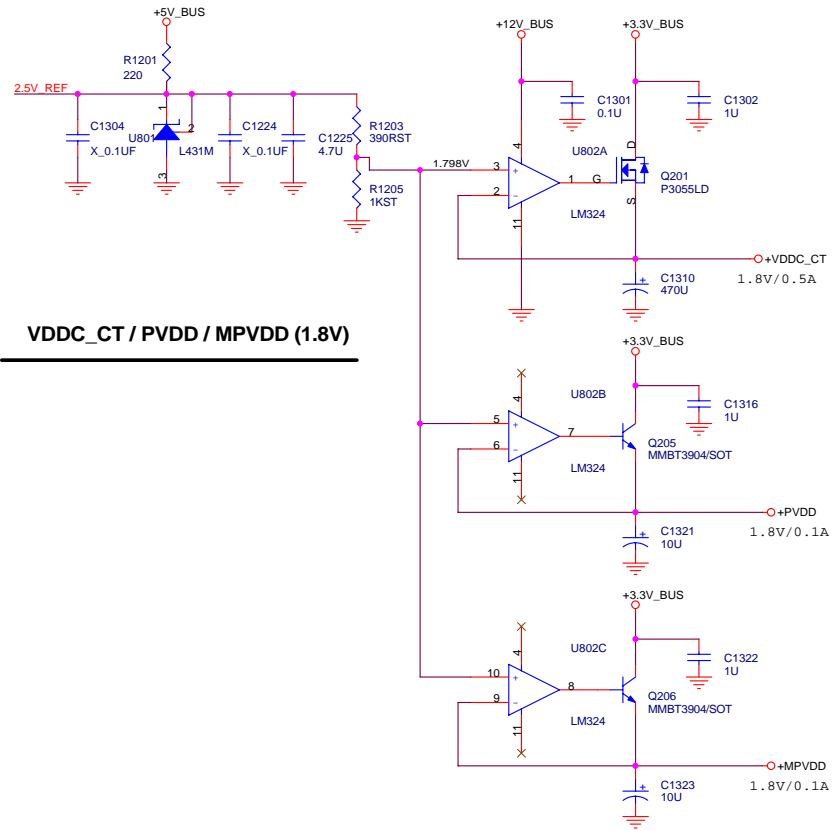 +5V_BUS
R1201
220
2.5V_REF
C1304
X_0.1UF
U801
1
2
3
L431M
C1224
X_0.1UF
C1225
4.7U
R1203
390RST
R1205
1KST
1.798V
+12V_BUS
C1301
0.1U
+3.3V_BUS
C1302
1U
U802A
4
3
+
2
-
1
11
LM324
G
D
S
Q201
P3055LD
+VDDC_CT
1.8V/0.5A
C1310
470U
+
VDDC_CT / PVDD / MPVDD (1.8V)
+3.3V_BUS
C1316
1U
U802B
4
5
+
6
-
7
11
LM324
Q205
MMBT3904/SOT
+PVDD
1.8V/0.1A
C1321
10U
+
+3.3V_BUS
C1322
1U
U802C
4
10
+
9
-
8
11
LM324
Q206
MMBT3904/SOT
+MPVDD
1.8V/0.1A
C1323
10U
+